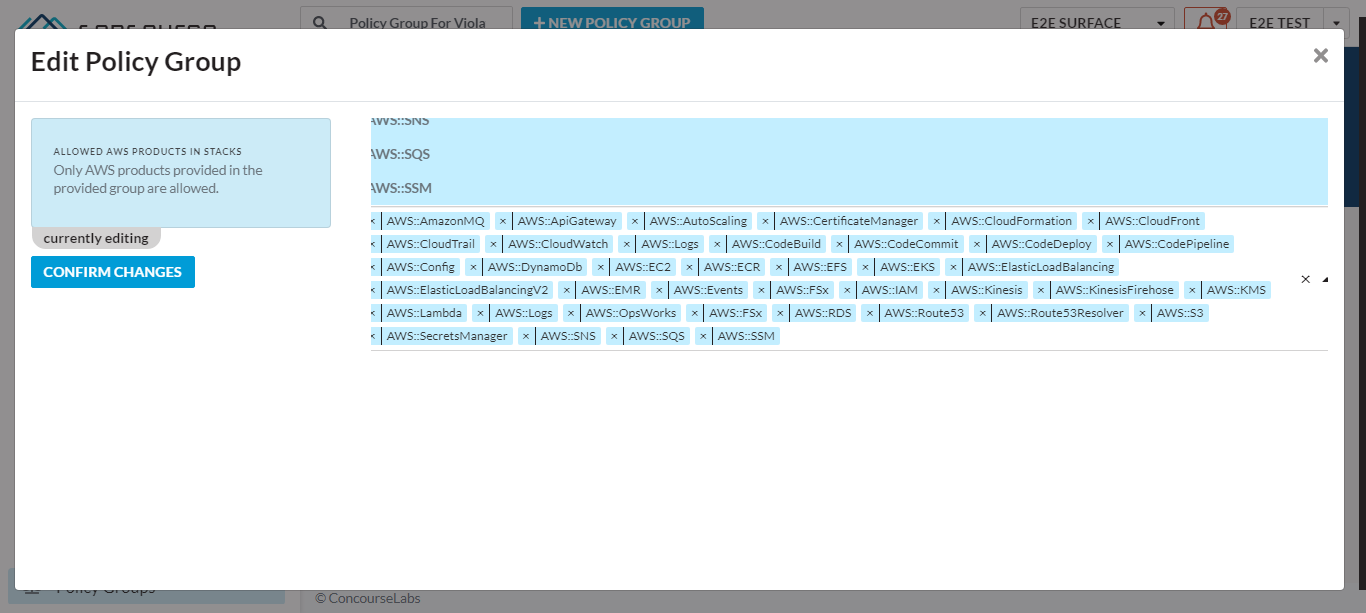 Policy Group For Viola
+ NEW POLICY GROUP
E2E SURFACE
27
E2E TEST
Edit Policy Group
×
ALLOWED AWS PRODUCTS IN STACKS
Only AWS products provided in the
provided group are allowed.
currently editing
CONFIRM CHANGES
AWS::SNS
AWS::SQS
AWS::SSM
× AWS::AmazonMQ × AWS::ApiGateway × AWS::AutoScaling × AWS::CertificateManager × AWS::CloudFormation × AWS::CloudFront
× AWS::CloudTrail × AWS::CloudWatch × AWS::Logs × AWS::CodeBuild × AWS::CodeCommit × AWS::CodeDeploy × AWS::CodePipeline
× AWS::Config × AWS::DynamoDb × AWS::EC2 × AWS::ECR × AWS::EFS × AWS::EKS × AWS::ElasticLoadBalancing
× AWS::ElasticLoadBalancingV2 × AWS::EMR × AWS::Events × AWS::FSx × AWS::IAM × AWS::Kinesis × AWS::KinesisFirehose × AWS::KMS
× AWS::Lambda × AWS::Logs × AWS::OpsWorks × AWS::FSx × AWS::RDS × AWS::Route53 × AWS::Route53Resolver × AWS::S3
× AWS::SecretsManager × AWS::SNS × AWS::SQS × AWS::SSM
×
Policy Groups
© ConcourseLabs